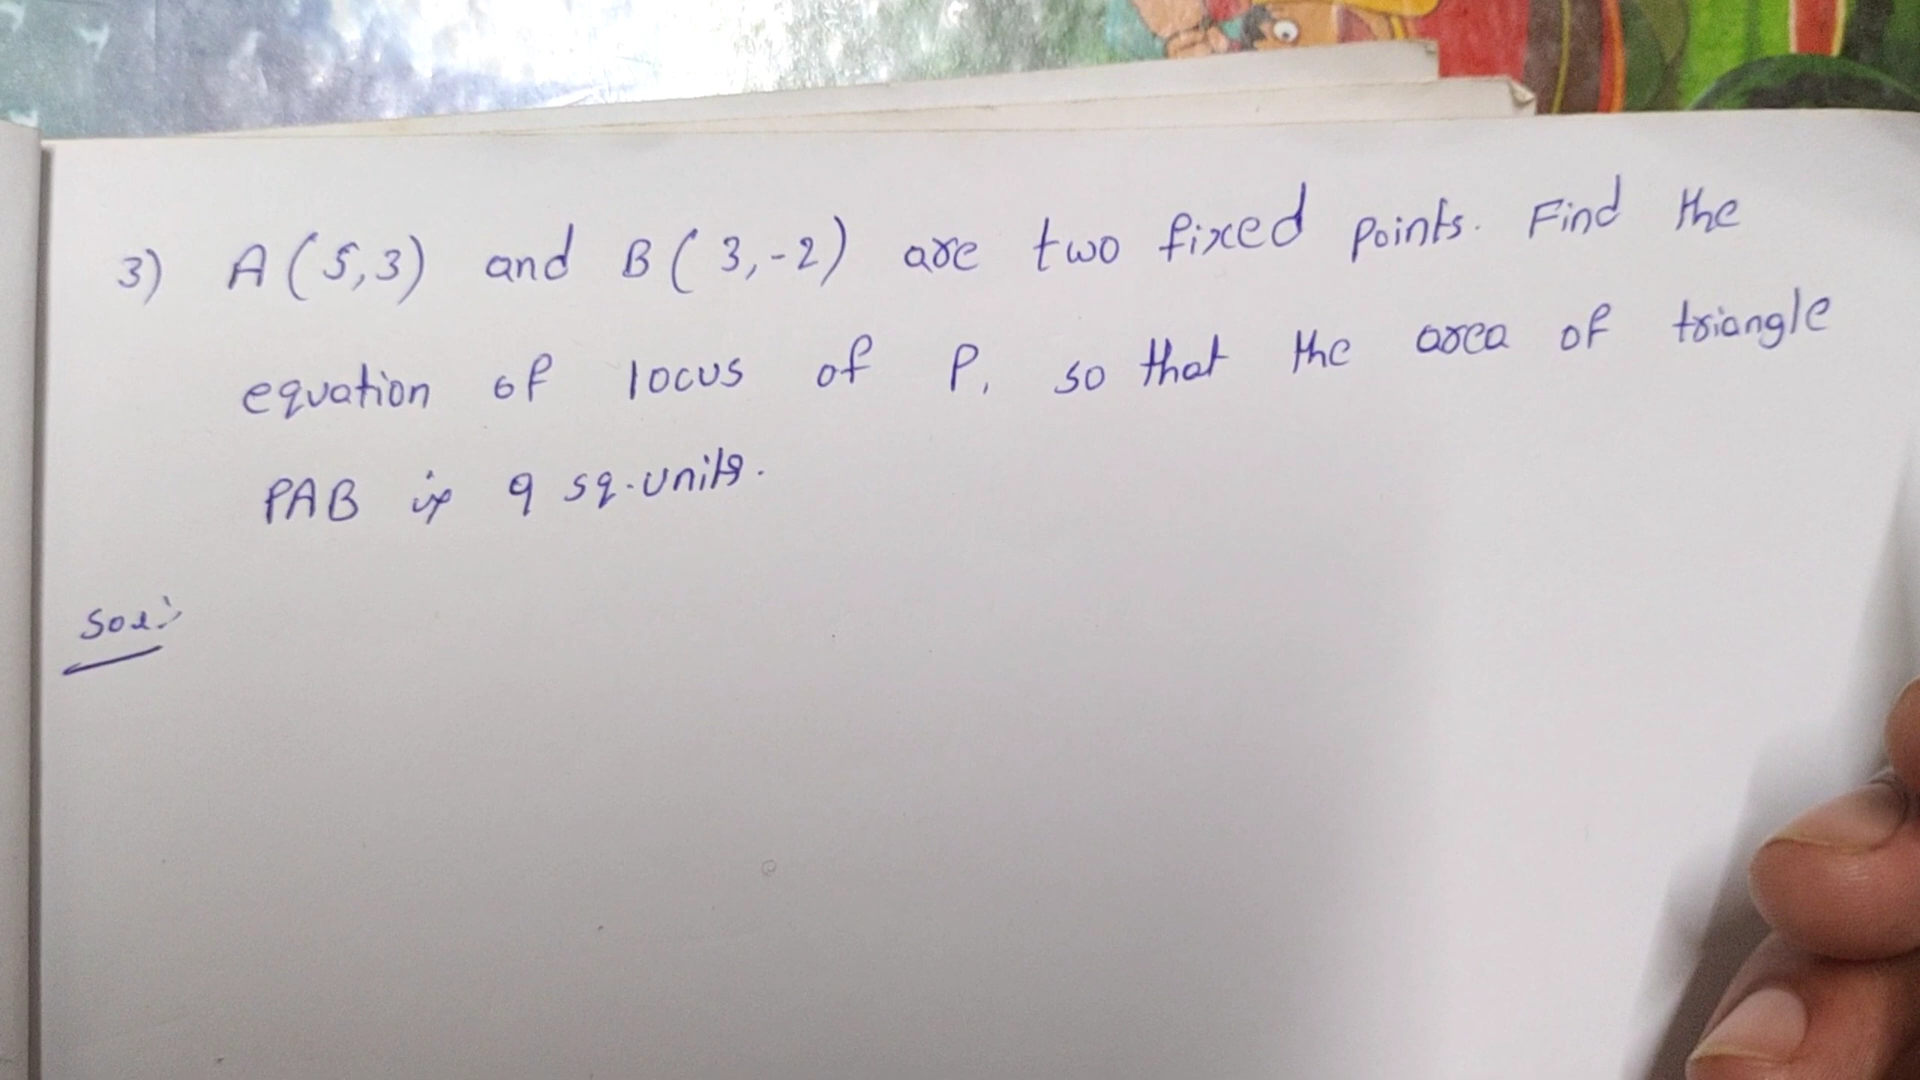 3) A(5,3) and B(3,-2) are two fixed points. Find the
equation of locus of P, so that the area of triangle
PAB is 9 sq.units.
Sol:-